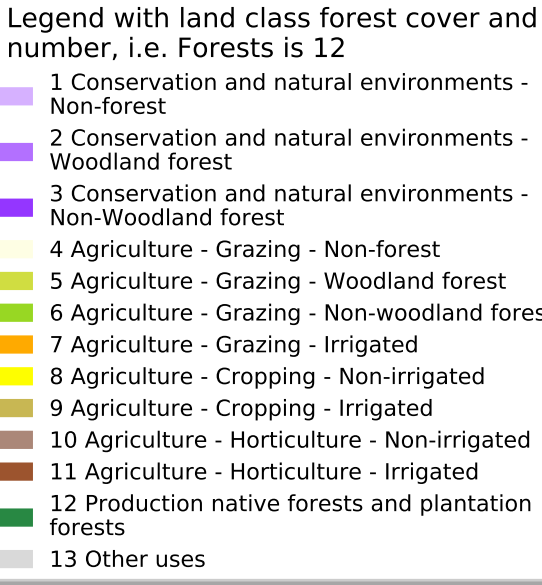 Legend with land class forest cover and
number, i.e. Forests is 12
1 Conservation and natural environments -
Non-forest
2 Conservation and natural environments -
Woodland forest
3 Conservation and natural environments -
Non-Woodland forest
4 Agriculture - Grazing - Non-forest
5 Agriculture - Grazing - Woodland forest
6 Agriculture - Grazing - Non-woodland fores
7 Agriculture - Grazing - Irrigated
8 Agriculture - Cropping - Non-irrigated
9 Agriculture - Cropping - Irrigated
10 Agriculture - Horticulture - Non-irrigated
11 Agriculture - Horticulture - Irrigated
12 Production native forests and plantation
forests
13 Other uses